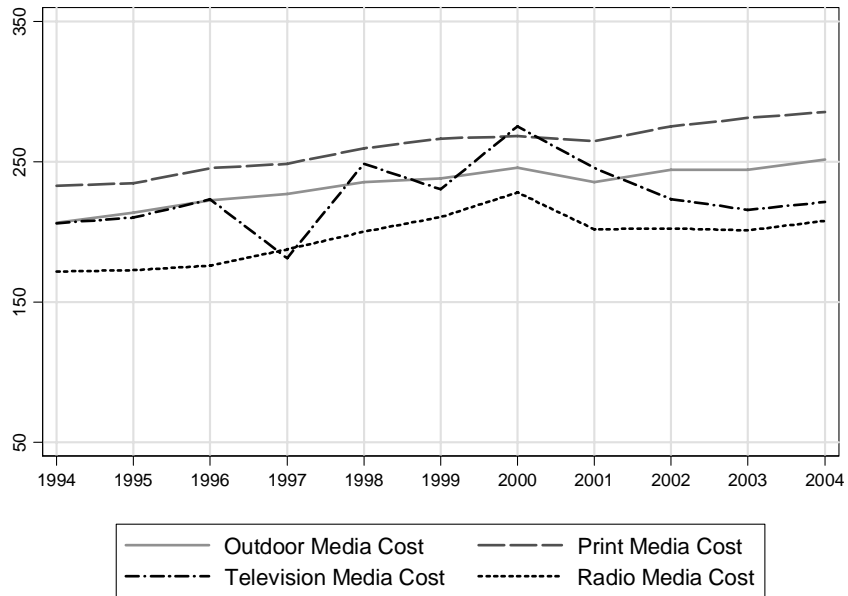 350
250
150
50
1994 1995 1996 1997 1998 1999 2000 2001 2002 2003 2004
Outdoor Media Cost Print Media Cost
Television Media Cost Radio Media Cost